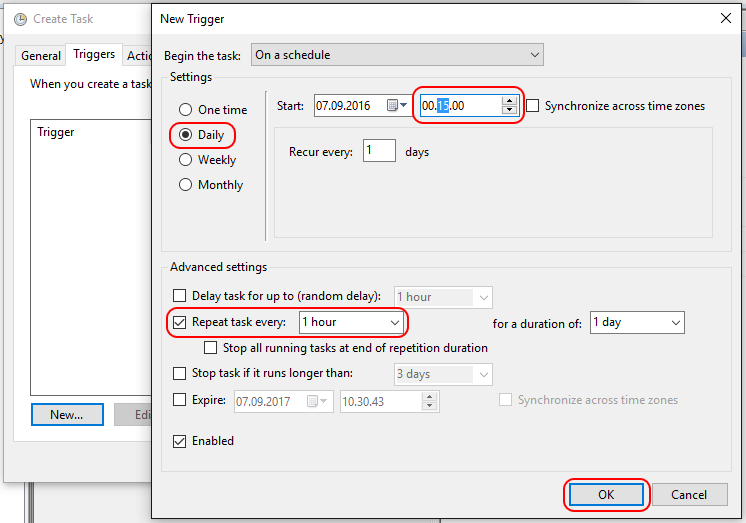 Create Task
General Triggers Actio
When you create a task
Trigger
New... Edi
New Trigger
Begin the task: On a schedule
Settings
One time
Daily
Weekly
Monthly
Start: 07.09.2016 00.15.00 Synchronize across time zones
Recur every: 1 days
Advanced settings
Delay task for up to (random delay): 1 hour
Repeat task every: 1 hour for a duration of: 1 day
Stop all running tasks at end of repetition duration
Stop task if it runs longer than: 3 days
Expire: 07.09.2017 10.30.43 Synchronize across time zones
Enabled
OK Cancel